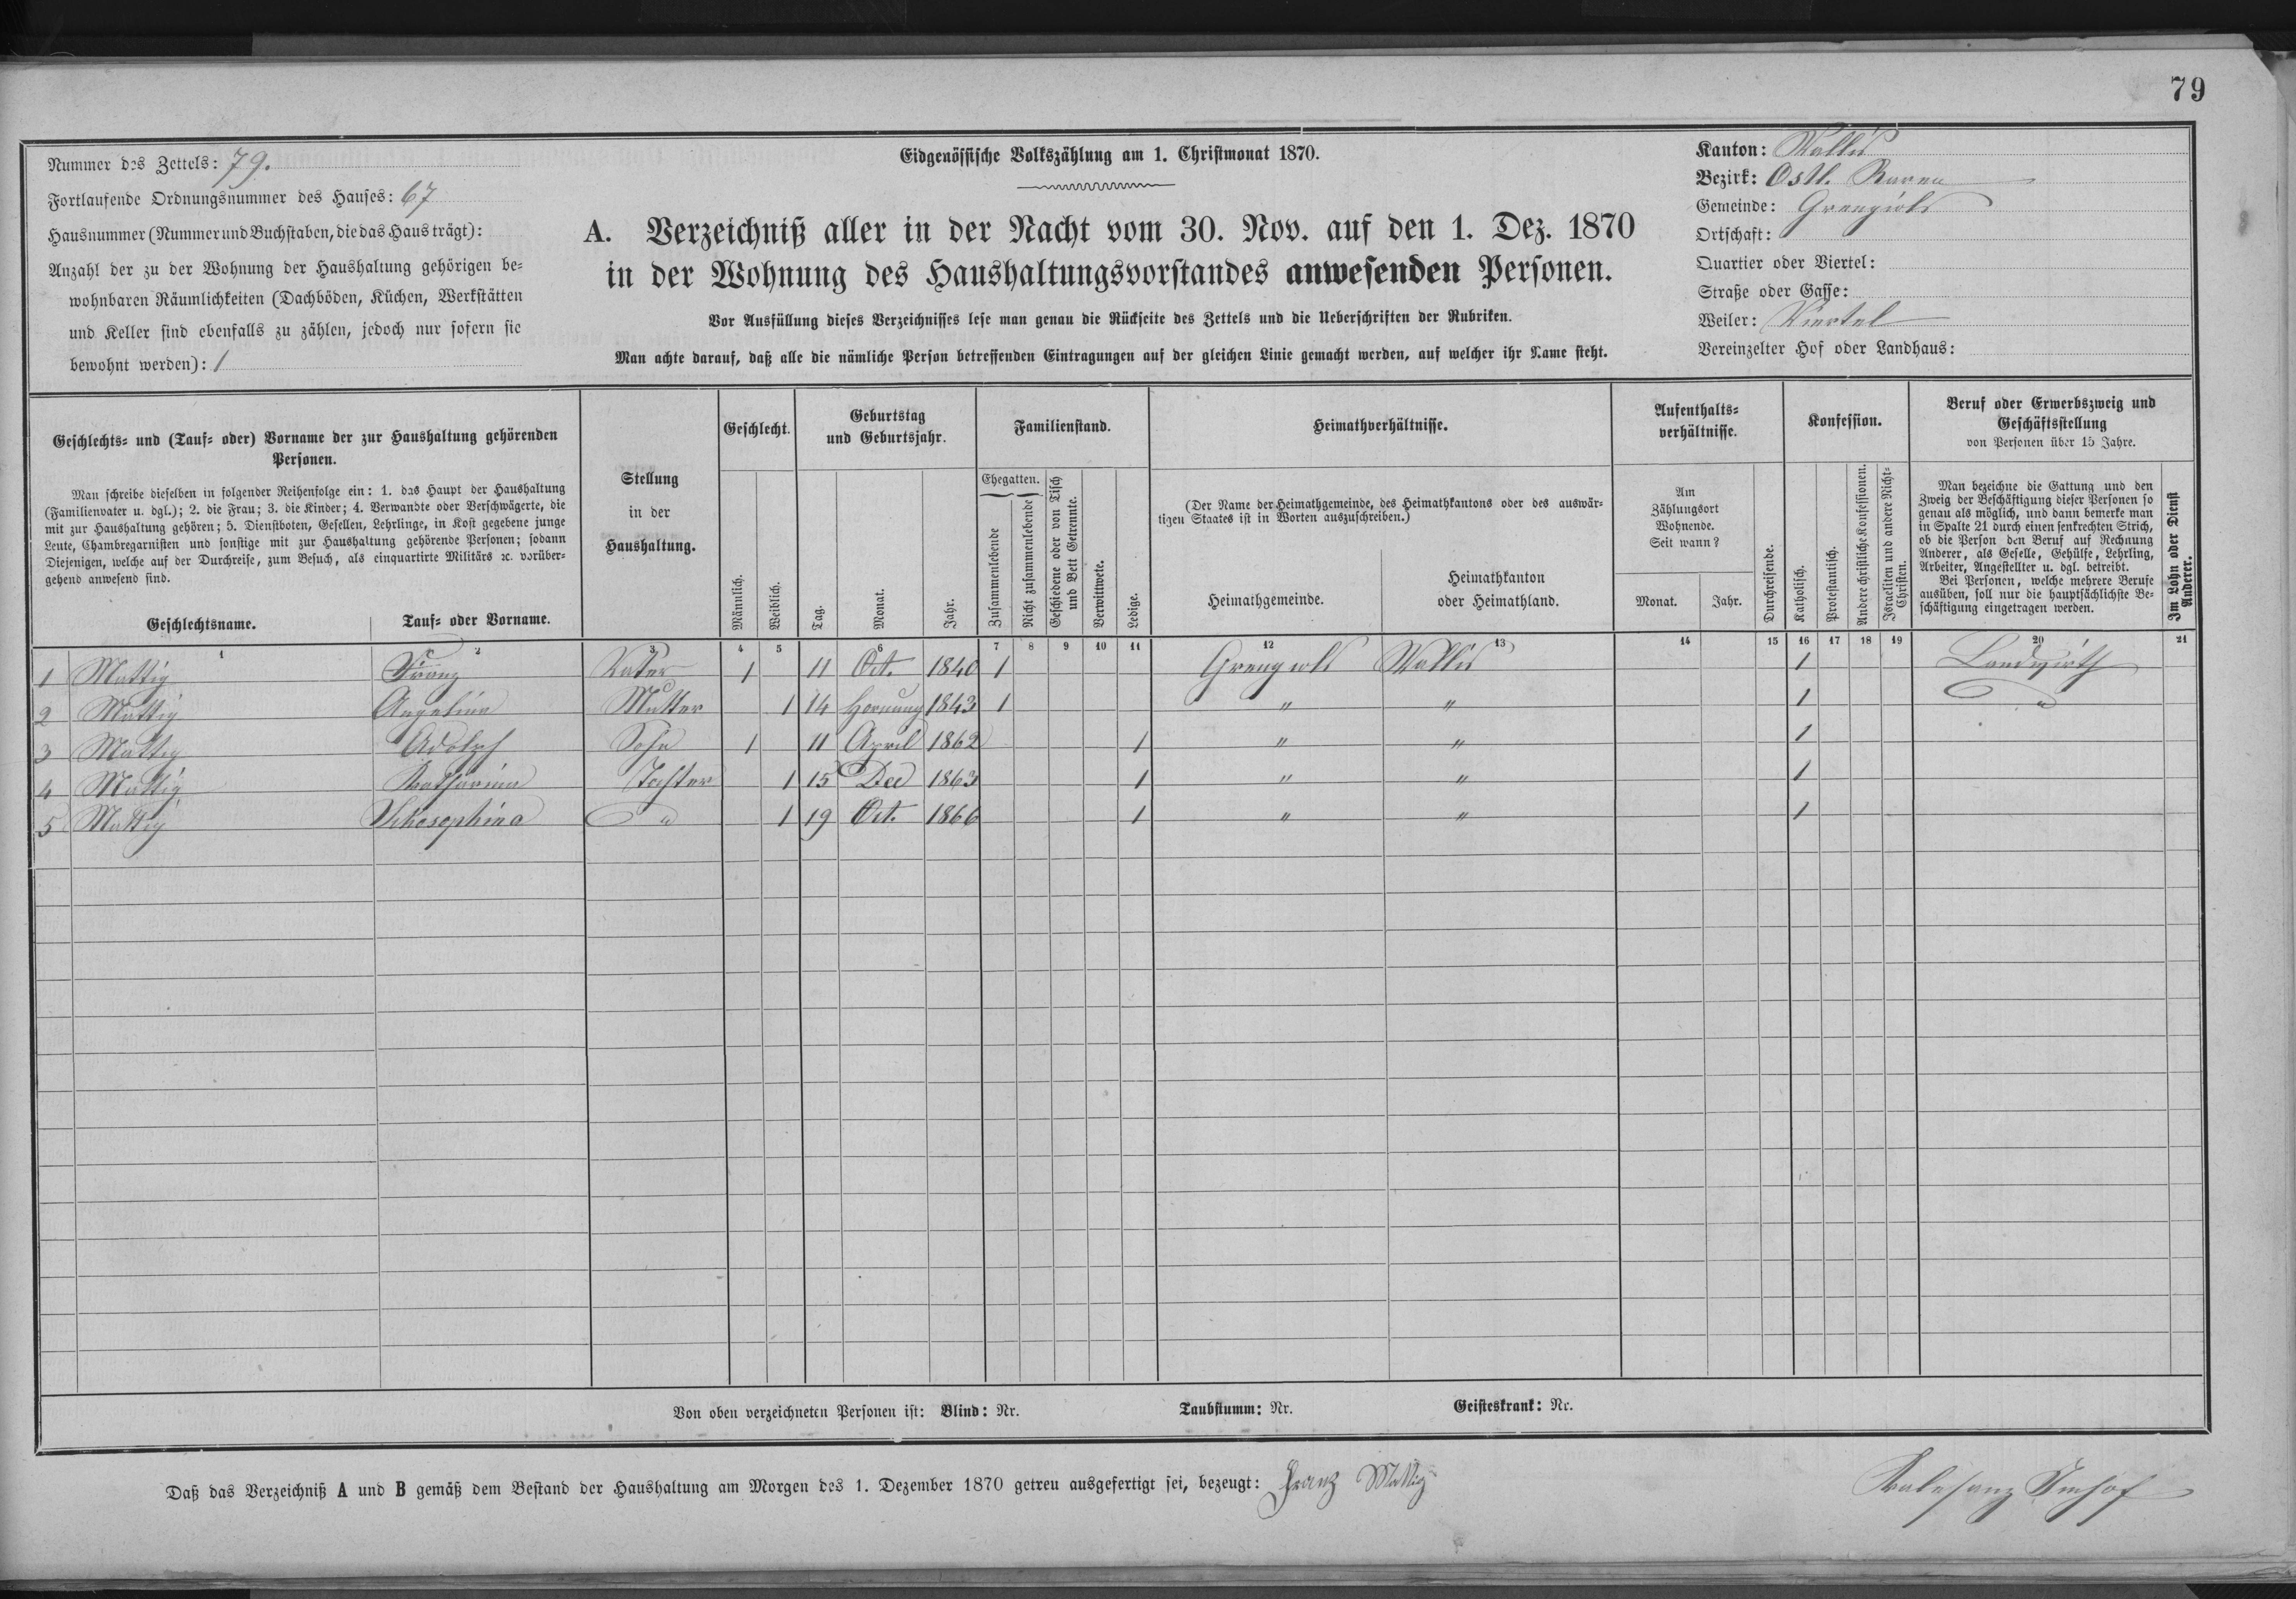 79
Nummer des Zettels: 79.
Fortlaufende Ordnungsnummer des Hauses: 67
Hausnummer (Nummer und Buchstaben, die das Haus trägt):
Anzahl der zu der Wohnung der Haushaltung gehörigen be=
wohnbaren Räumlichkeiten (Dachböden, Küchen, Werkstätten
und Keller sind ebenfalls zu zählen, jedoch nur sofern sie
bewohnt werden): 1
Eidgenössische Volkszählung am 1. Christmonat 1870.
A. Verzeichniß aller in der Nacht vom 30. Nov. auf den 1. Dez. 1870
in der Wohnung des Haushaltungsvorstandes anwesenden Personen.
Vor Ausfüllung dieses Verzeichnisses lese man genau die Rückseite des Zettels und die Ueberschriften der Rubriken.
Man achte darauf, daß alle die nämliche Person betreffenden Eintragungen auf der gleichen Linie gemacht werden, auf welcher ihr Name steht.
Kanton: Wallis
Bezirk: Ostl. Raren
Gemeinde: Grengiols
Ortschaft:
Quartier oder Viertel:
Straße oder Gasse:
Weiler: Viertel
Vereinzelter Hof oder Landhaus:
Geschlechts= und (Tauf= oder) Vorname der zur Haushaltung gehörenden
Personen.
Man schreibe dieselben in folgender Reihenfolge ein: 1. das Haupt der Haushaltung
(Familienvater u. dgl.); 2. die Frau; 3. die Kinder; 4. Verwandte oder Verschwägerte, die
mit zur Haushaltung gehören; 5. Dienstboten, Gesellen, Lehrlinge, in Kost gegebene junge
Leute, Chambregarnisten und sonstige mit zur Haushaltung gehörende Personen; sodann
Diejenigen, welche auf der Durchreise, zum Besuch, als einquartirte Militärs ꝛc. vorüber=
gehend anwesend sind.
Geschlechtsname.
Tauf= oder Vorname.
Stellung
in der
Haushaltung.
Geschlecht.
Männlich.
Weiblich.
Geburtstag
und Geburtsjahr.
Tag.
Monat.
Jahr.
Familienstand.
Ehegatten.
Zusammenlebende
Nicht zusammenlebende
Geschiedene oder von Tisch
und Bett Getrennte.
Verwittwete.
Ledige.
Heimathverhältnisse.
(Der Name der Heimathgemeinde, des Heimathkantons oder des auswär=
tigen Staates ist in Worten auszuschreiben.)
Heimathgemeinde.
Heimathkanton
oder Heimathland.
Aufenthalts=
verhältnisse.
Am
Zählungsort
Wohnende.
Seit wann?
Monat.
Jahr.
Durchreisende.
Konfession.
Katholisch.
Protestantisch.
Andere christliche Konfessionen.
Israeliten und andere Nicht=
Christen.
Beruf oder Erwerbszweig und
Geschäftsstellung
von Personen über 15 Jahre.
Man bezeichne die Gattung und den
Zweig der Beschäftigung dieser Personen so
genau als möglich, und dann bemerke man
in Spalte 21 durch einen senkrechten Strich,
ob die Person den Beruf auf Rechnung
Anderer, als Geselle, Gehülfe, Lehrling,
Arbeiter, Angestellter u. dgl. betreibt.
Bei Personen, welche mehrere Berufe
ausüben, soll nur die hauptsächlichste Be=
schäftigung eingetragen werden.
Im Lohn oder Dienst
Anderer.
1 2 3 4 5 6 7 8 9 10 11 12 13 14 15 16 17 18 19 20 21
1 Mattig Franz Vater 1 11 Oct. 1840 1 Grengiols Wallis 1 Landwirth
2 Mattig Angelina Mutter 1 14 Hornung 1843 1 " " 1 "
3 Mattig Adolph Sohn 1 11 April 1862 1 " " 1
4 Mattig Katharina Tochter 1 15 Dec 1863 1 " " 1
5 Mattig Schosephina " 1 19 Oct. 1866 1 " " 1
Von oben verzeichneten Personen ist: Blind: Nr. Taubstumm: Nr. Geisteskrank: Nr.
Daß das Verzeichniß A und B gemäß dem Bestand der Haushaltung am Morgen des 1. Dezember 1870 getreu ausgefertigt sei, bezeugt: Franz Mattig
Imhof